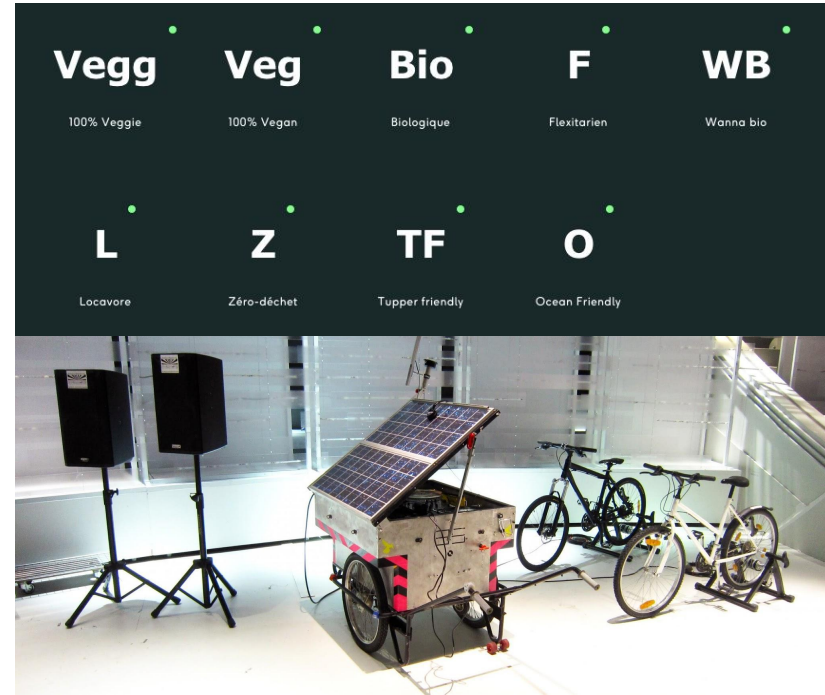 Vegg Veg Bio F WB
100% Veggie 100% Vegan Biologique Flexitarien Wanna bio
L Z TF O
Locavore Zéro-déchet Tupper friendly Ocean Friendly